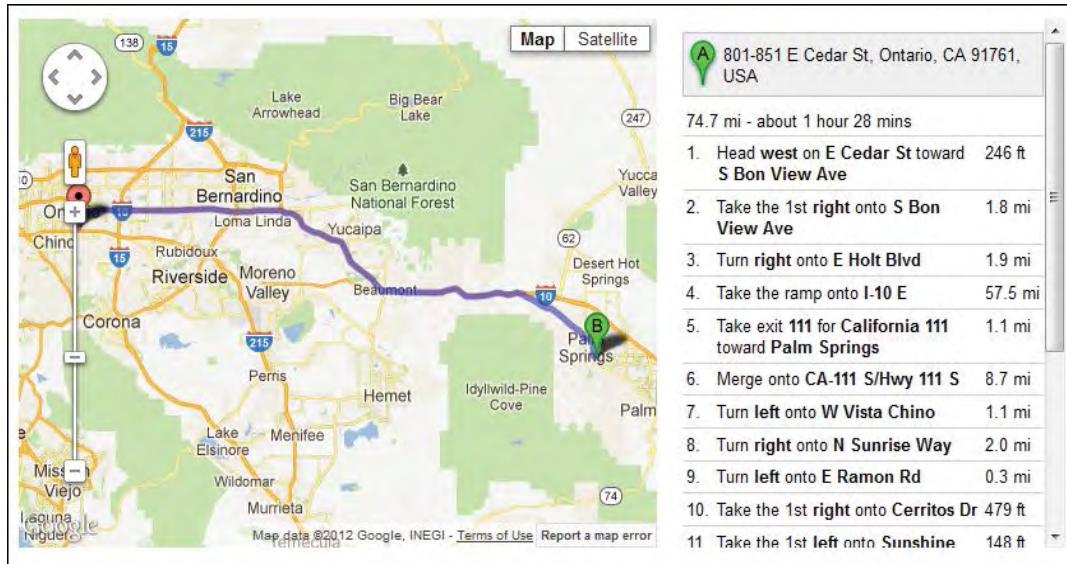 138
15
Map Satellite
Lake
Arrowhead
Big Bear
Lake
247
215
San
Bernardino
San Bernardino
National Forest
Yucca
Valley
10
Loma Linda
Yucaipa
Chino
62
Rubidoux
Desert Hot
Springs
15
Riverside
Moreno
Valley
Beaumont
10
Corona
B
215
Palm
Springs
Perris
Hemet
Idyllwild-Pine
Cove
Palm
Lake
Elsinore
Menifee
Wildomar
Viejo
74
Murrieta
Laguna
Niguel
Google
Map data ©2012 Google, INEGI - Terms of Use Report a map error
Temecula
A
801-851 E Cedar St, Ontario, CA 91761,
USA
74.7 mi - about 1 hour 28 mins
1. Head west on E Cedar St toward 246 ft
S Bon View Ave
2. Take the 1st right onto S Bon 1.8 mi
View Ave
3. Turn right onto E Holt Blvd 1.9 mi
4. Take the ramp onto I-10 E 57.5 mi
5. Take exit 111 for California 111 1.1 mi
toward Palm Springs
6. Merge onto CA-111 S/Hwy 111 S 8.7 mi
7. Turn left onto W Vista Chino 1.1 mi
8. Turn right onto N Sunrise Way 2.0 mi
9. Turn left onto E Ramon Rd 0.3 mi
10. Take the 1st right onto Cerritos Dr 479 ft
11 Take the 1st left onto Sunshine 148 ft